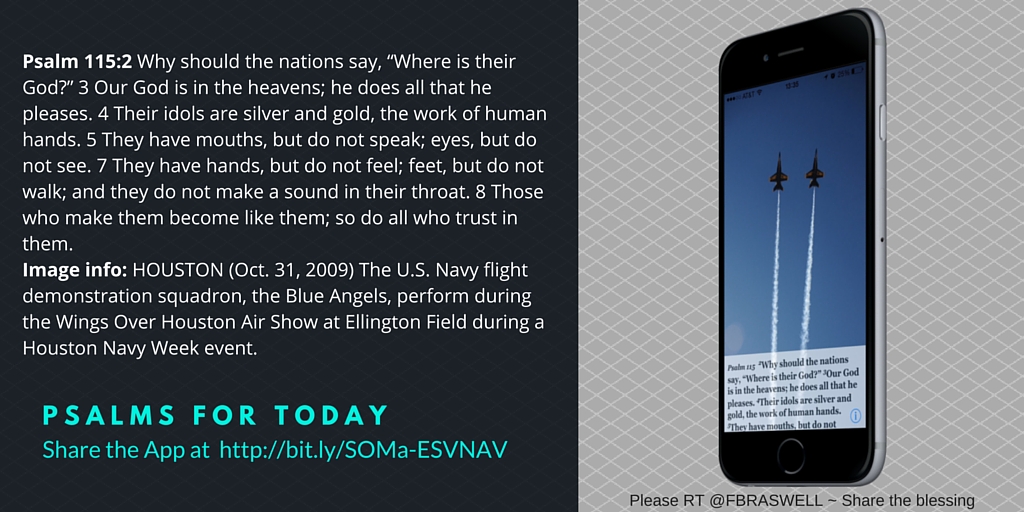 Psalm 115:2 Why should the nations say, “Where is their
God?” 3 Our God is in the heavens; he does all that he
pleases. 4 Their idols are silver and gold, the work of human
hands. 5 They have mouths, but do not speak; eyes, but do
not see. 7 They have hands, but do not feel; feet, but do not
walk; and they do not make a sound in their throat. 8 Those
who make them become like them; so do all who trust in
them.
Image info: HOUSTON (Oct. 31, 2009) The U.S. Navy flight
demonstration squadron, the Blue Angels, perform during
the Wings Over Houston Air Show at Ellington Field during a
Houston Navy Week event.
PSALMS FOR TODAY
Share the App at http://bit.ly/SOMa-ESVNAV
AT&T 25%
Psalm 115 ²Why should the nations
say, “Where is their God?” ³Our God
is in the heavens; he does all that he
pleases. ⁴Their idols are silver and
gold, the work of human hands.
⁵They have mouths, but do not
Please RT @FBRASWELL ~ Share the blessing